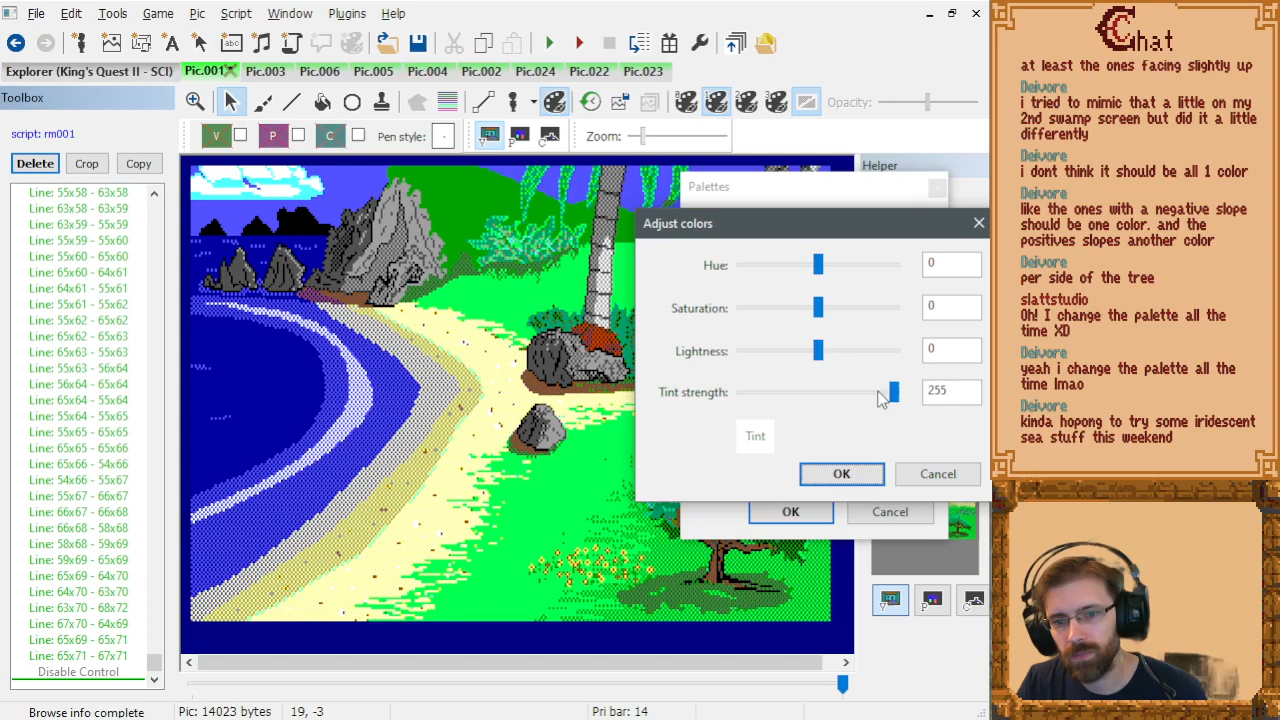 File Edit Tools Game Pic Script Window Plugins Help
Explorer (King's Quest II - SCI) Pic.001 Pic.003 Pic.006 Pic.005 Pic.004 Pic.002 Pic.024 Pic.022 Pic.023
Toolbox
Opacity:
script: rm001
V P C Pen style: Zoom:
Delete Crop Copy
Helper
Line: 55x58 - 63x58
Line: 63x58 - 63x59
Line: 63x59 - 55x59
Line: 55x59 - 55x60
Line: 55x60 - 65x60
Line: 65x60 - 64x61
Line: 64x61 - 55x61
Line: 55x61 - 55x62
Line: 55x62 - 65x62
Line: 65x62 - 65x63
Line: 65x63 - 55x63
Line: 55x63 - 56x64
Line: 56x64 - 65x64
Line: 65x64 - 65x64
Line: 65x64 - 55x64
Line: 55x64 - 55x65
Line: 55x65 - 65x65
Line: 65x65 - 65x66
Line: 65x66 - 54x66
Line: 54x66 - 55x67
Line: 55x67 - 66x67
Line: 66x67 - 66x68
Line: 66x68 - 58x68
Line: 58x68 - 59x69
Line: 59x69 - 65x69
Line: 65x69 - 64x70
Line: 64x70 - 63x70
Line: 63x70 - 68x72
Line: 67x70 - 64x69
Line: 65x69 - 65x71
Line: 65x71 - 67x71
Disable Control
Palettes
Adjust colors
Hue: 0
Saturation: 0
Lightness: 0
Tint strength: 255
Tint
OK Cancel
OK Cancel
Browse info complete Pic: 14023 bytes 19, -3 Pri bar: 14
Chat
at least the ones facing slightly up
Deivore
i tried to mimic that a little on my
2nd swamp screen but did it a little
differently
Deivore
i dont think it should be all 1 color
Deivore
like the ones with a negative slope
should be one color. and the
positives slopes another color
Deivore
per side of the tree
slattstudio
Oh! I change the palette all the
time XD
Deivore
yeah i change the palette all the
time lmao
Deivore
kinda hopong to try some iridescent
sea stuff this weekend